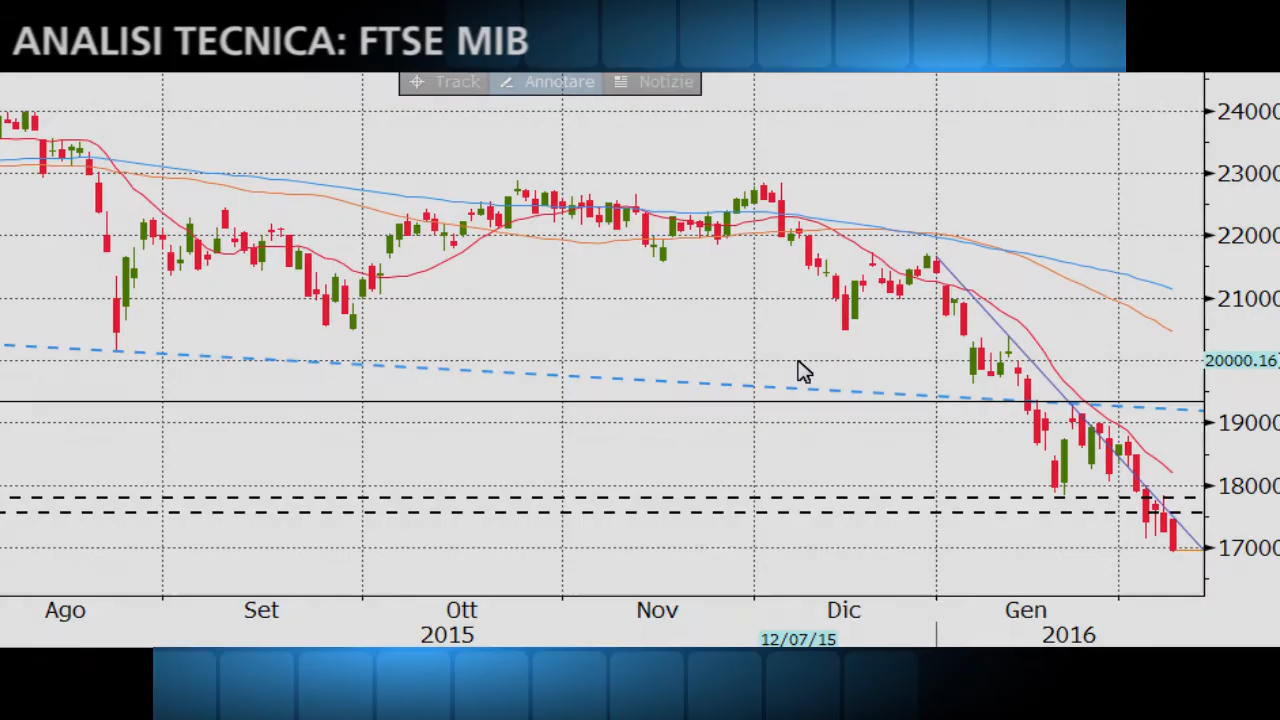 ANALISI TECNICA: FTSE MIB
Track Annotare Notizie
24000
23000
22000
21000
20000.16
19000
18000
17000
Ago Set Ott Nov Dic Gen
2015 12/07/15 2016